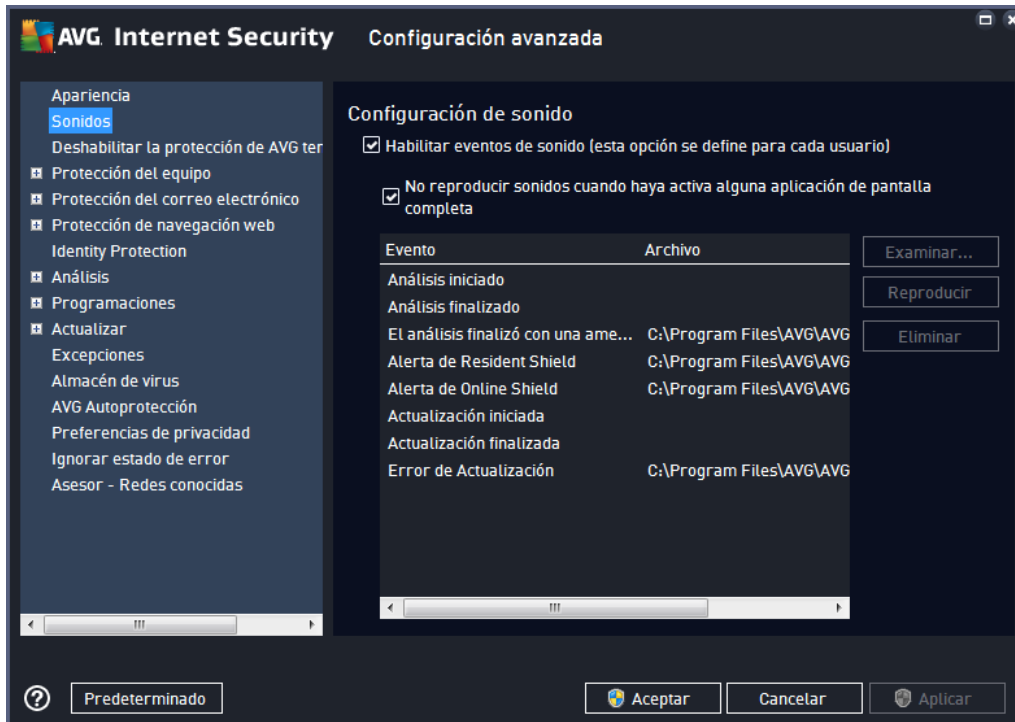 AVG Internet Security Configuración avanzada
Apariencia
Sonidos
Deshabilitar la protección de AVG ter
Protección del equipo
Protección del correo electrónico
Protección de navegación web
Identity Protection
Análisis
Programaciones
Actualizar
Excepciones
Almacén de virus
AVG Autoprotección
Preferencias de privacidad
Ignorar estado de error
Asesor - Redes conocidas
Configuración de sonido
Habilitar eventos de sonido (esta opción se define para cada usuario)
No reproducir sonidos cuando haya activa alguna aplicación de pantalla
completa
Evento Archivo
Análisis iniciado
Análisis finalizado
El análisis finalizó con una ame... C:\Program Files\AVG\AVG
Alerta de Resident Shield C:\Program Files\AVG\AVG
Alerta de Online Shield C:\Program Files\AVG\AVG
Actualización iniciada
Actualización finalizada
Error de Actualización C:\Program Files\AVG\AVG
Examinar...
Reproducir
Eliminar
Predeterminado
Aceptar
Cancelar
Aplicar